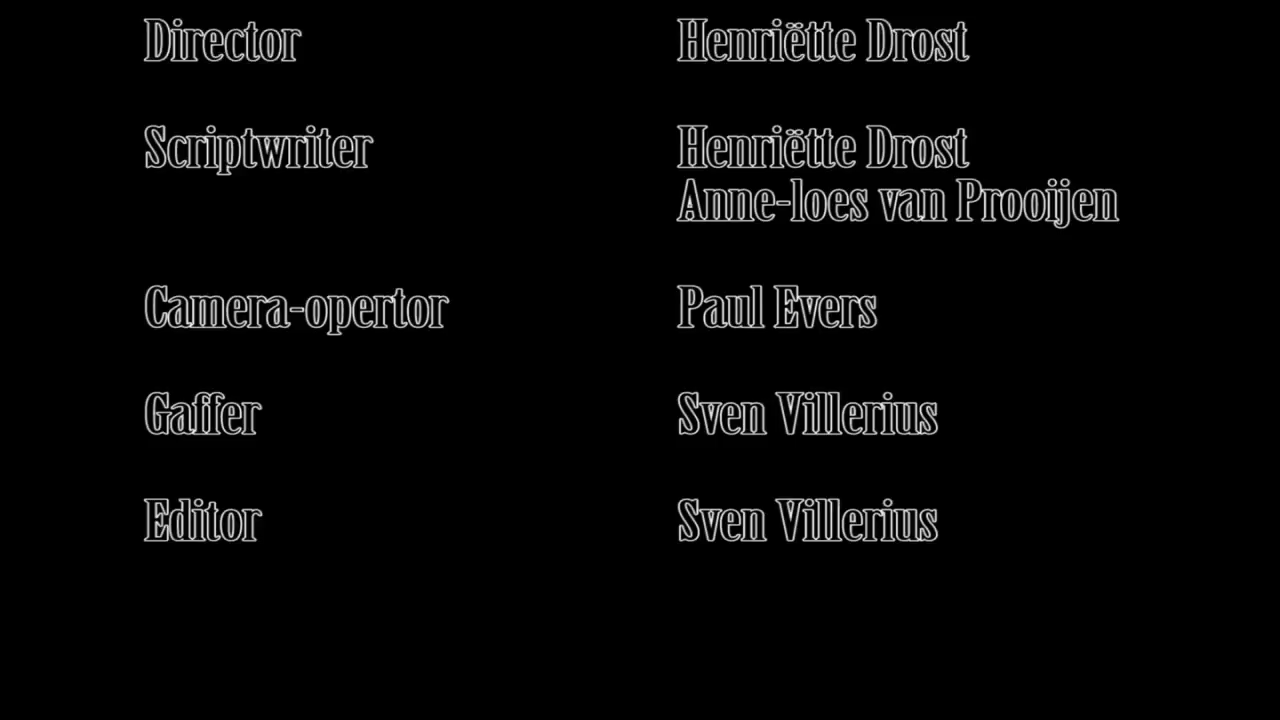 Director Henriëtte Drost
Scriptwriter Henriëtte Drost
Anne-loes van Prooijen
Camera-opertor Paul Evers
Gaffer Sven Villerius
Editor Sven Villerius